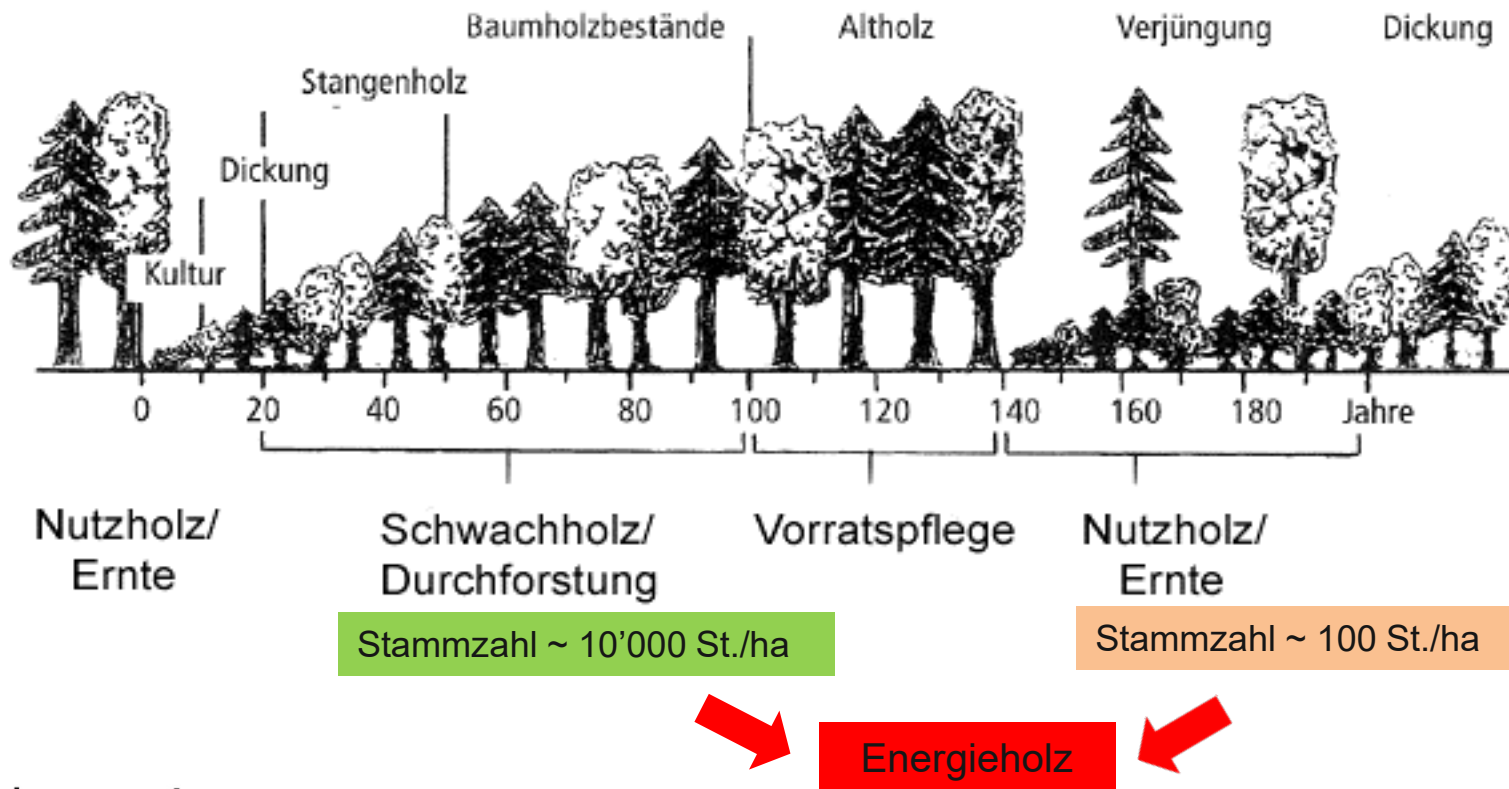 Baumholzbestände Altholz Verjüngung Dickung
Stangenholz
Dickung
Kultur
0 20 40 60 80 100 120 140 160 180 Jahre
Nutzholz/
Ernte
Schwachholz/
Durchforstung
Vorratspflege
Nutzholz/
Ernte
Stammzahl ~ 10’000 St./ha
Stammzahl ~ 100 St./ha
Energieholz